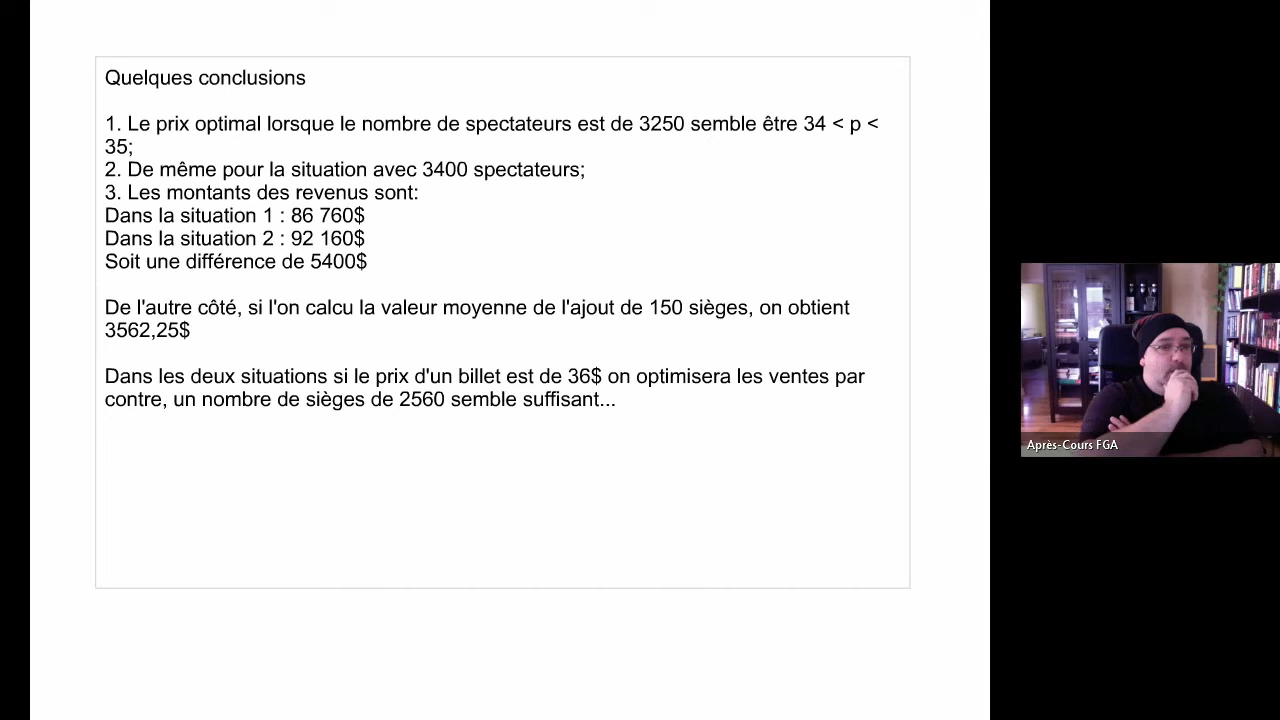 Quelques conclusions
1. Le prix optimal lorsque le nombre de spectateurs est de 3250 semble être 34 < p <
35;
2. De même pour la situation avec 3400 spectateurs;
3. Les montants des revenus sont:
Dans la situation 1 : 86 760$
Dans la situation 2 : 92 160$
Soit une différence de 5400$
De l'autre côté, si l'on calcu la valeur moyenne de l'ajout de 150 sièges, on obtient
3562,25$
Dans les deux situations si le prix d'un billet est de 36$ on optimisera les ventes par
contre, un nombre de sièges de 2560 semble suffisant...
Après-Cours FGA